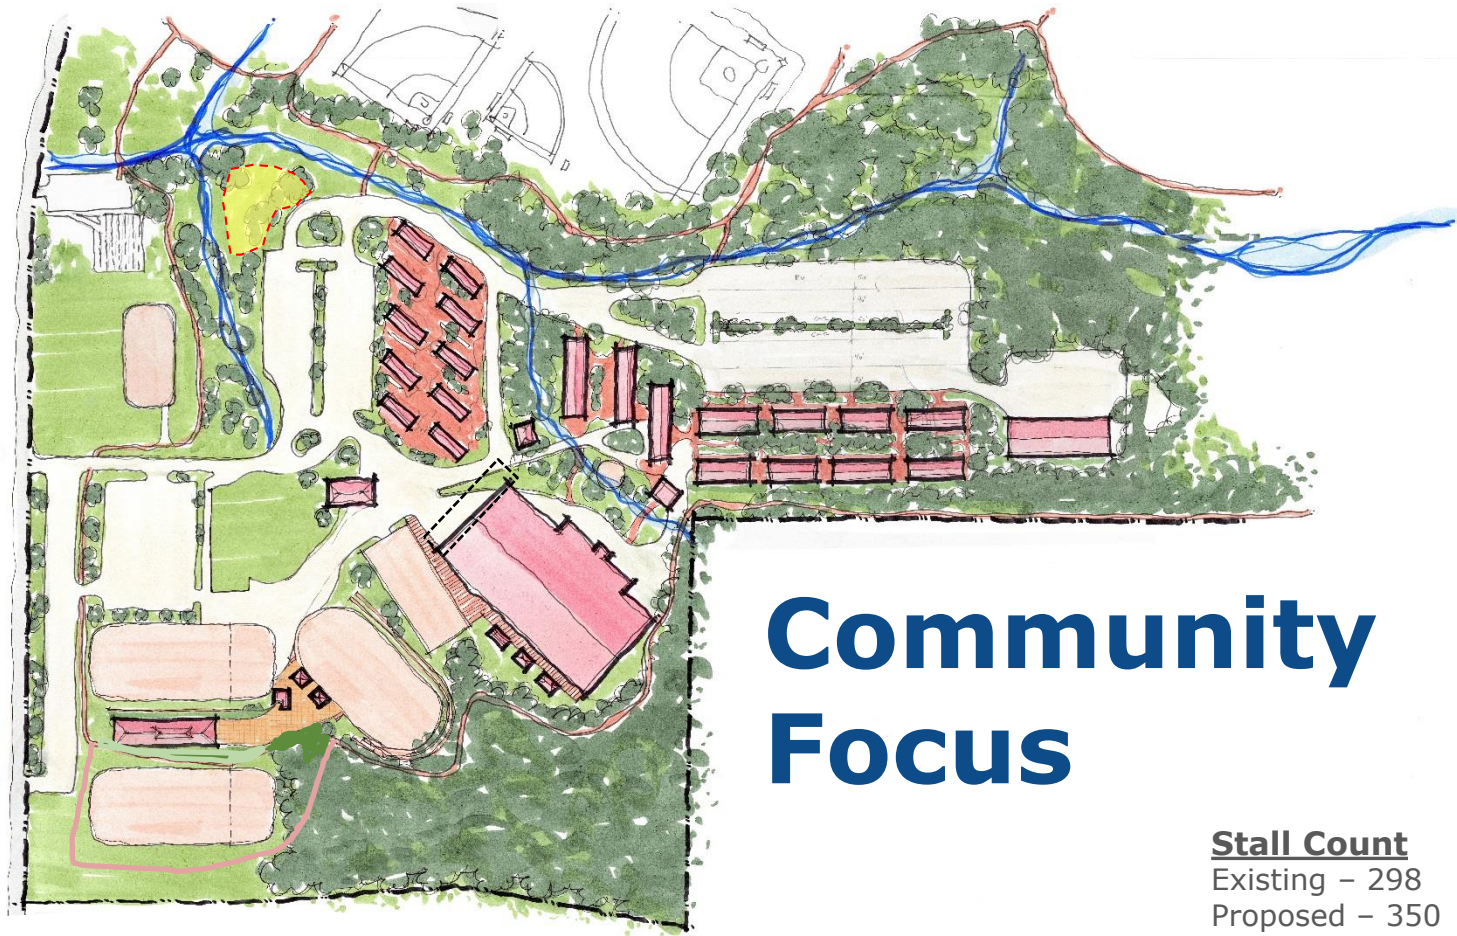 Community
Focus
Stall Count
Existing – 298
Proposed – 350